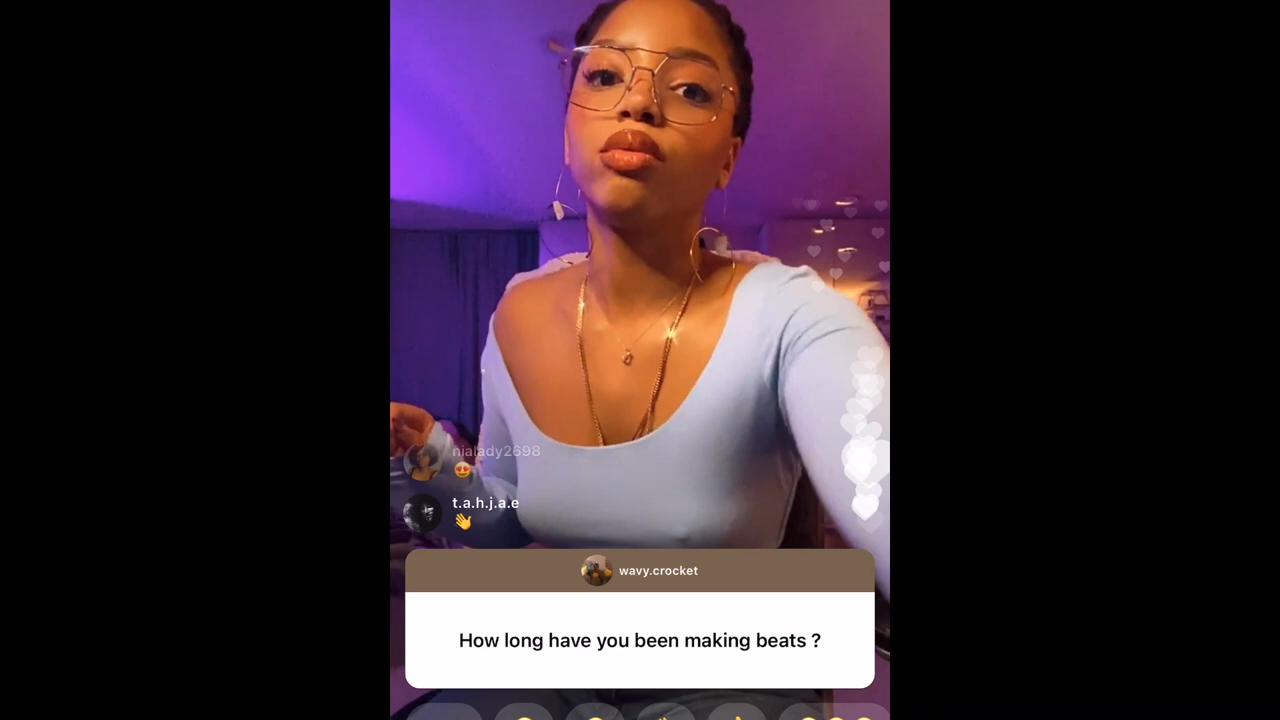 nialady2698
😍
t.a.h.j.a.e
👋
wavy.crocket
How long have you been making beats ?